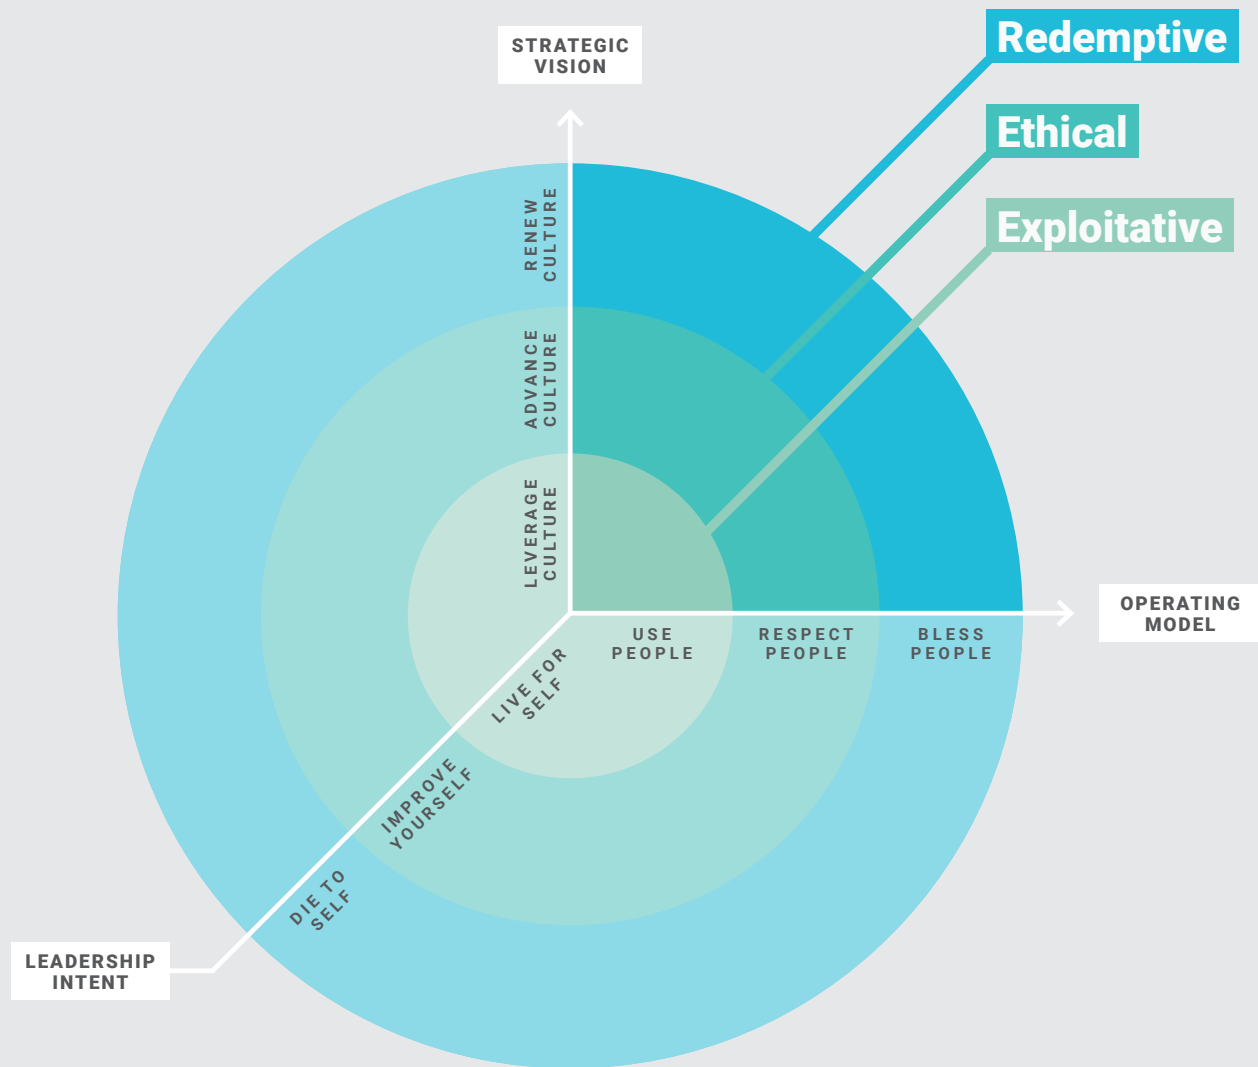 STRATEGIC
VISION
Redemptive
Ethical
Exploitative
RENEW
CULTURE
ADVANCE
CULTURE
LEVERAGE
CULTURE
OPERATING
MODEL
USE
PEOPLE
RESPECT
PEOPLE
BLESS
PEOPLE
LIVE FOR
SELF
IMPROVE
YOURSELF
DIE TO
SELF
LEADERSHIP
INTENT